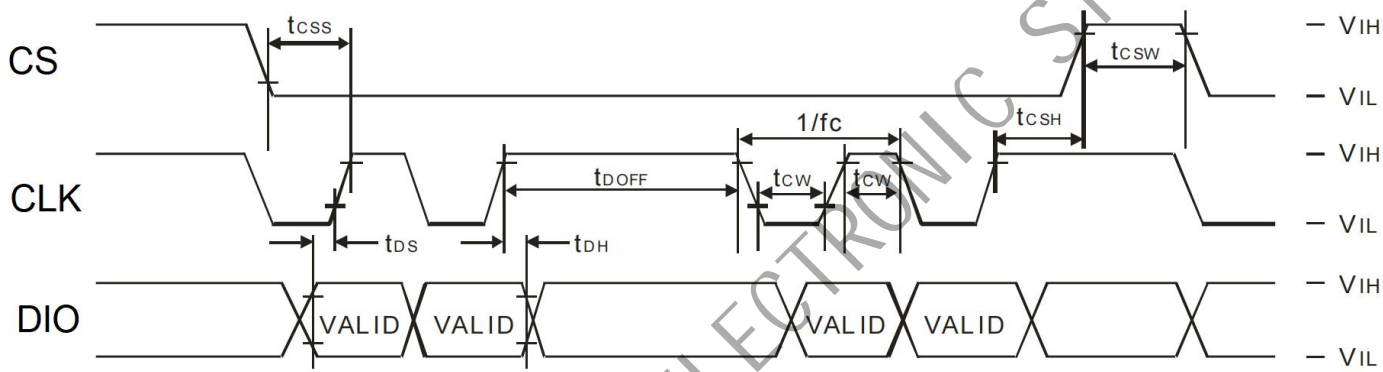 tCSS
VIH
CS
tCSW
VIL
tCSH
1/fc
VIH
tDOFF
tCW
tCW
CLK
VIL
tDS
tDH
VIH
DIO
VALID
VALID
VALID
VALID
VIL
ELECTRONIC